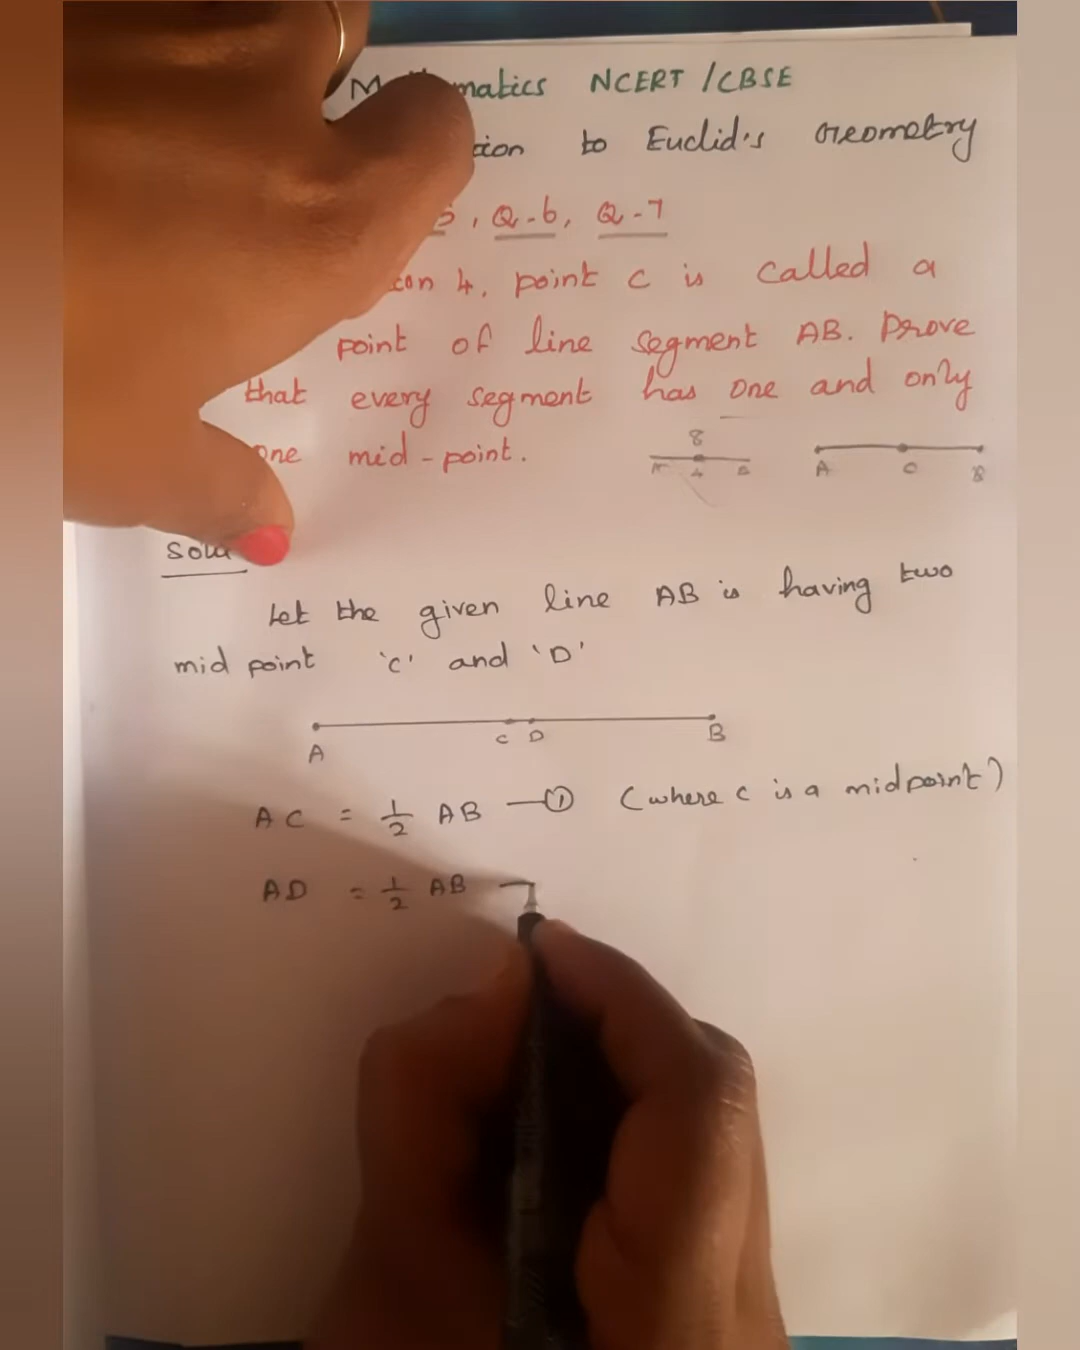 NCERT / CBSE
to Euclid's Geometry
, Q-6, Q-7
4, point C is called a
point of line segment AB. Prove
that every segment has one and only
one mid-point.
8
A 4 B
A C B
Let the given line AB is having two
mid point 'C' and 'D'
A C D B
AC = 1/2 AB — ① (where C is a midpoint)
AD = 1/2 AB —